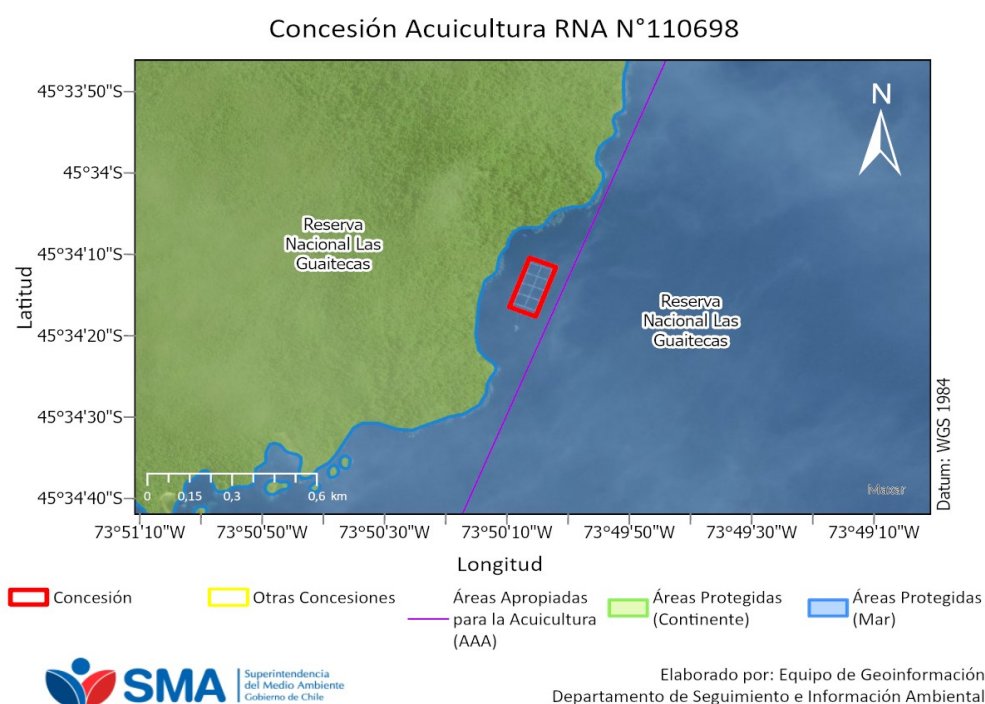 Concesión Acuicultura RNA N°110698
45°33'50"S
45°34'S
45°34'10"S
45°34'20"S
45°34'30"S
45°34'40"S
Latitud
Reserva
Nacional Las
Guaitecas
N
Reserva
Nacional Las
Guaitecas
Datum: WGS 1984
Maxar
0 0,15 0,3 0,6 km
73°51'10"W 73°50'50"W 73°50'30"W 73°50'10"W 73°49'50"W 73°49'30"W 73°49'10"W
Longitud
Concesión
Otras Concesiones
Áreas Apropiadas
para la Acuicultura
(AAA)
Áreas Protegidas
(Continente)
Áreas Protegidas
(Mar)
SMA
Superintendencia
del Medio Ambiente
Gobierno de Chile
Elaborado por: Equipo de Geoinformación
Departamento de Seguimiento e Información Ambiental